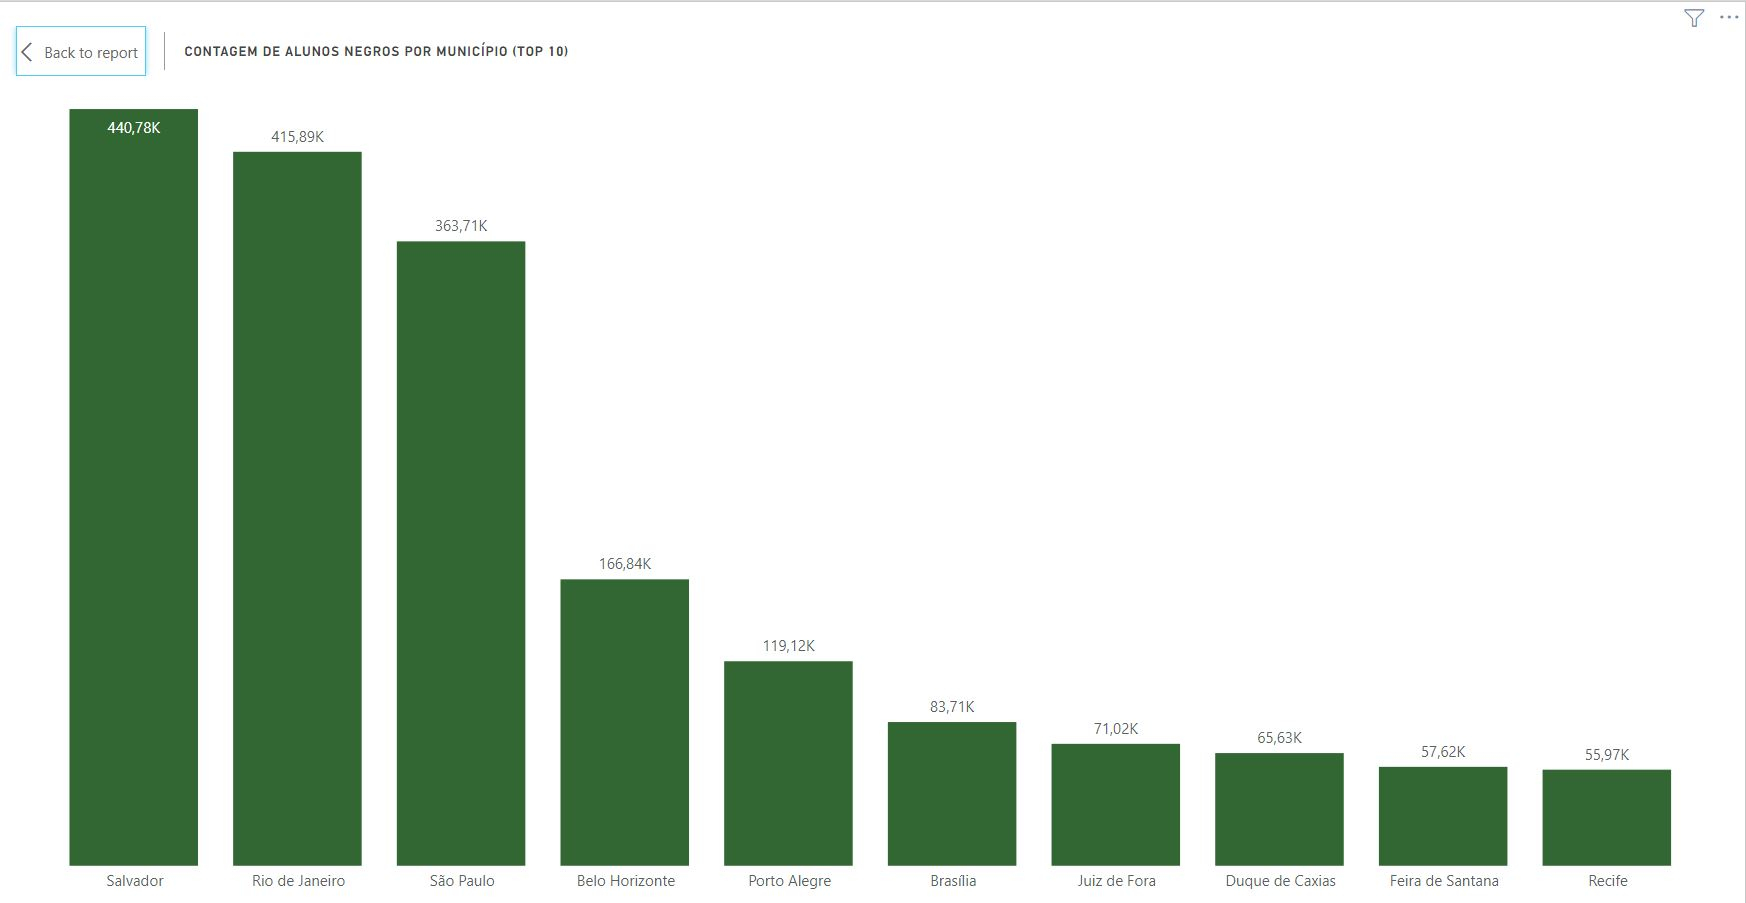 Back to report
CONTAGEM DE ALUNOS NEGROS POR MUNICÍPIO (TOP 10)
440,78K
415,89K
363,71K
166,84K
119,12K
83,71K
71,02K
65,63K
57,62K
55,97K
Salvador
Rio de Janeiro
São Paulo
Belo Horizonte
Porto Alegre
Brasília
Juiz de Fora
Duque de Caxias
Feira de Santana
Recife